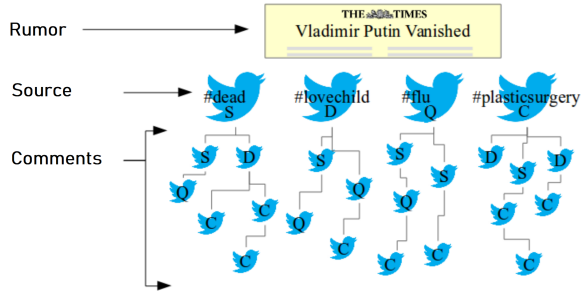 Rumor
THE TIMES
Vladimir Putin Vanished
Source
#dead #lovechild #flu #plasticsurgery
S D Q C
Comments
S D S S S D S D
Q Q Q S C
C C Q C C C
C C C C